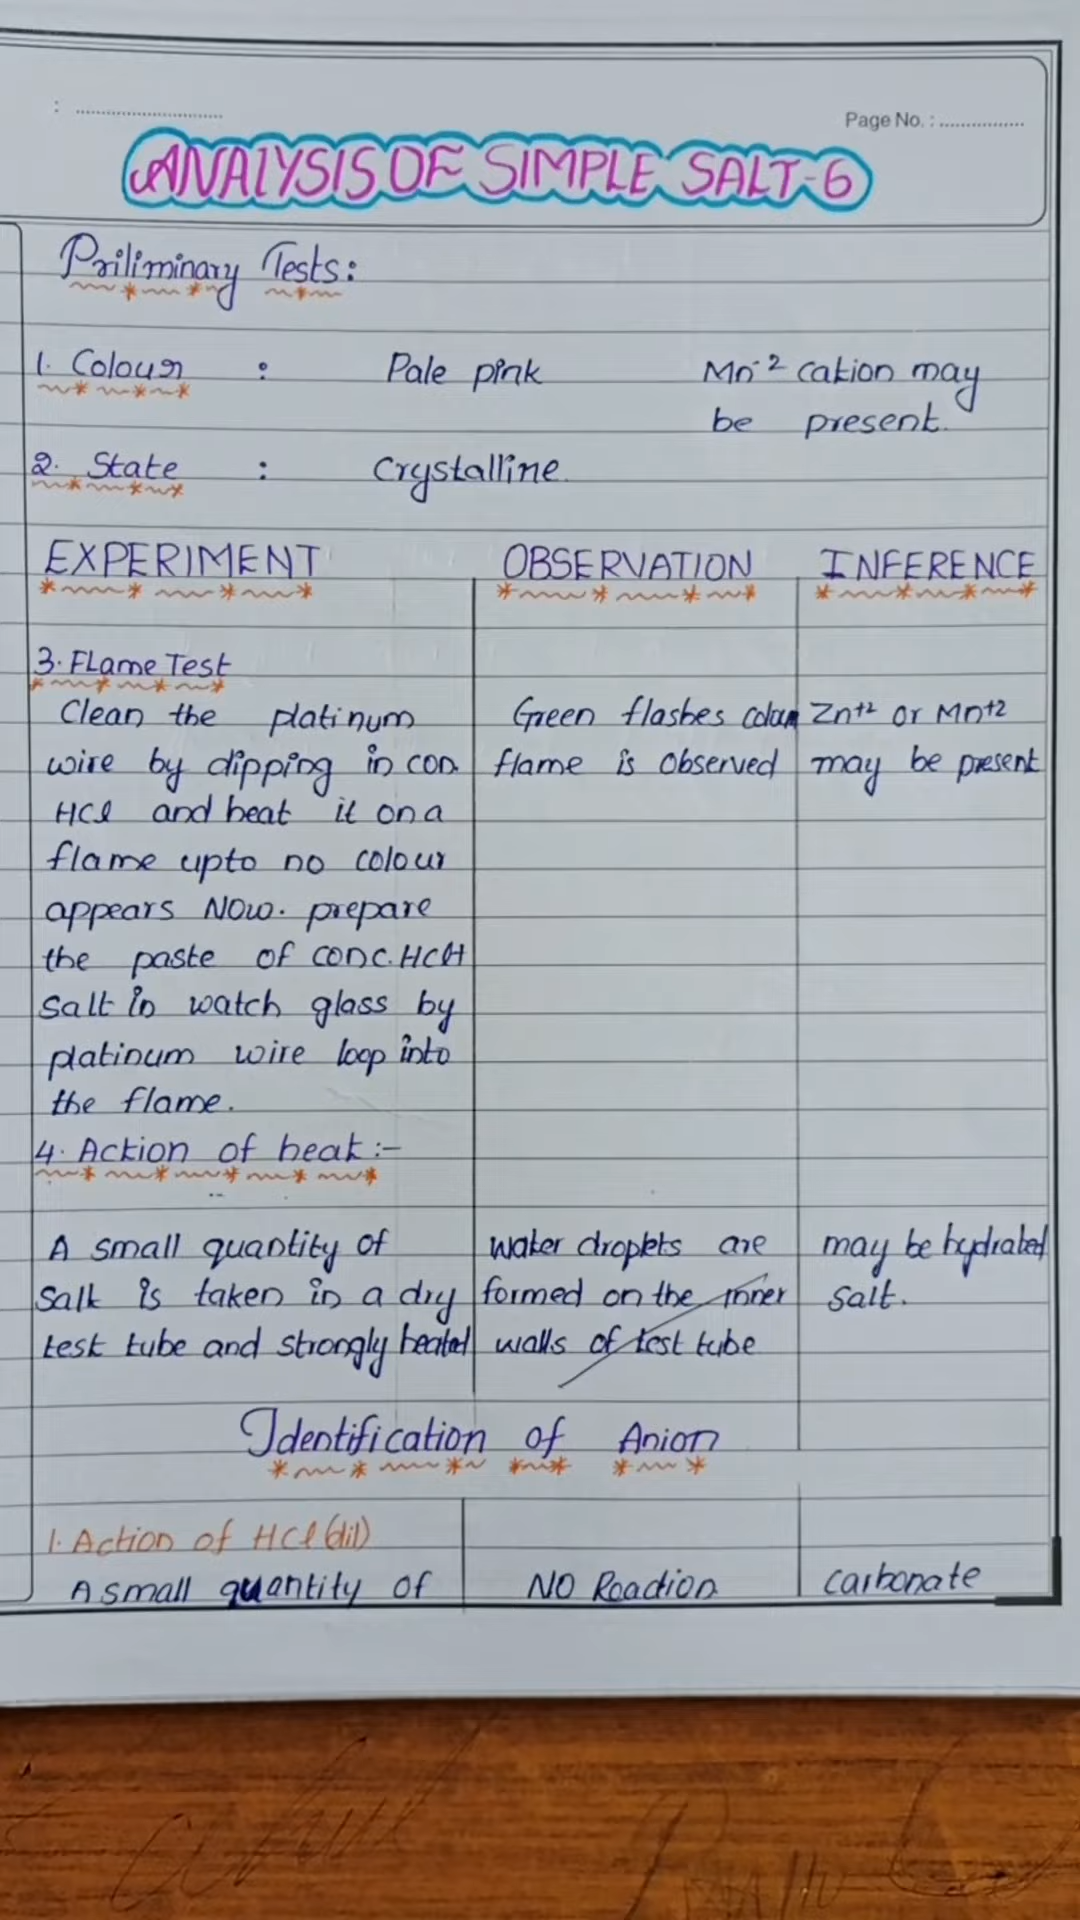 : ..............................
Page No. : ................
ANALYSIS OF SIMPLE SALT-6
Priliminary Tests:
1. Colour : Pale pink Mn⁻² cation may
be present.
2. State : Crystalline.
EXPERIMENT OBSERVATION INFERENCE
3. Flame Test
Clean the platinum Green flashes colour Zn⁺² or Mn⁺²
wire by dipping in con. flame is observed may be present
HCl and heat it on a
flame upto no colour
appears Now. prepare
the paste of conc. HCl+
Salt in watch glass by
platinum wire loop into
the flame.
4. Action of heat :-
A small quantity of water droplets are may be hydrated
Salt is taken in a dry formed on the inner salt.
test tube and strongly heated walls of test tube
Identification of Anion
1. Action of HCl (dil)
A small quantity of NO Reaction carbonate